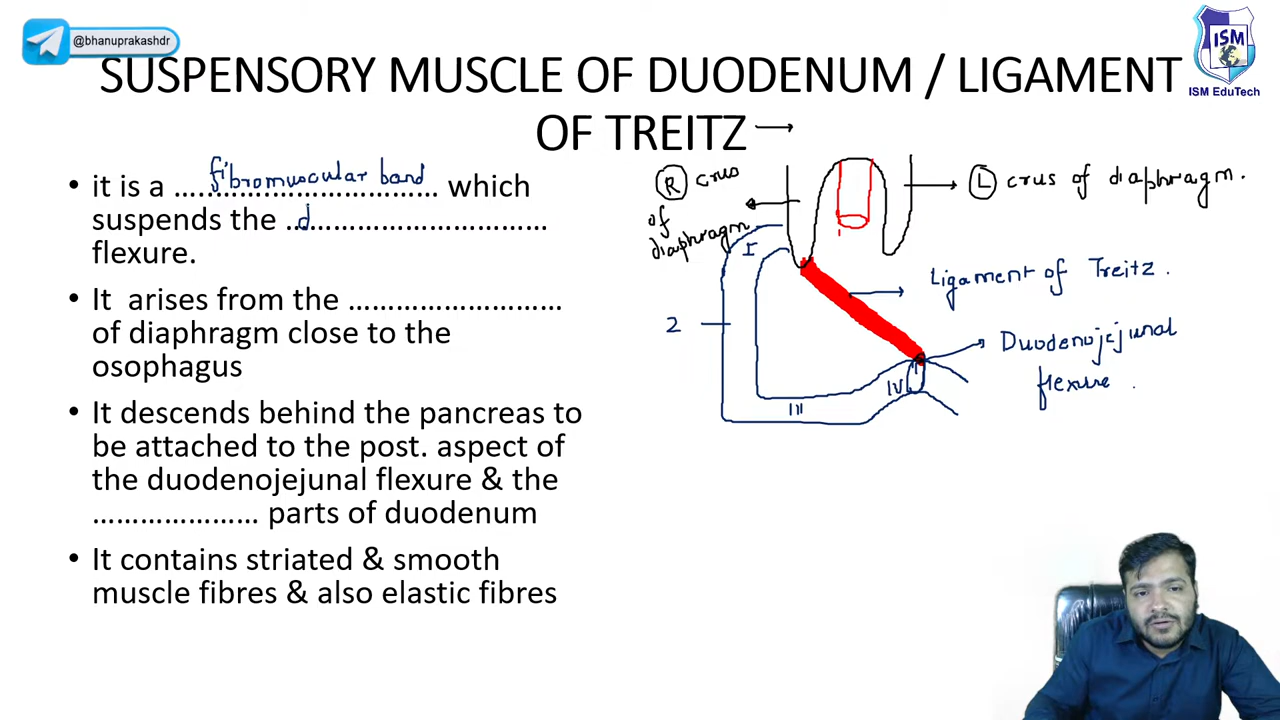 @bhanuprakashdr
ISM
ISM EduTech
SUSPENSORY MUSCLE OF DUODENUM / LIGAMENT
OF TREITZ
• it is a fibromuscular band which
suspends the d.............................
flexure.
• It arises from the .............................
of diaphragm close to the
osophagus
• It descends behind the pancreas to
be attached to the post. aspect of
the duodenojejunal flexure & the
...................... parts of duodenum
• It contains striated & smooth
muscle fibres & also elastic fibres
R crus
of
diaphragm
L crus of diaphragm.
I
Ligament of Treitz.
2
Duodenojejunal
flexure.
IV
III